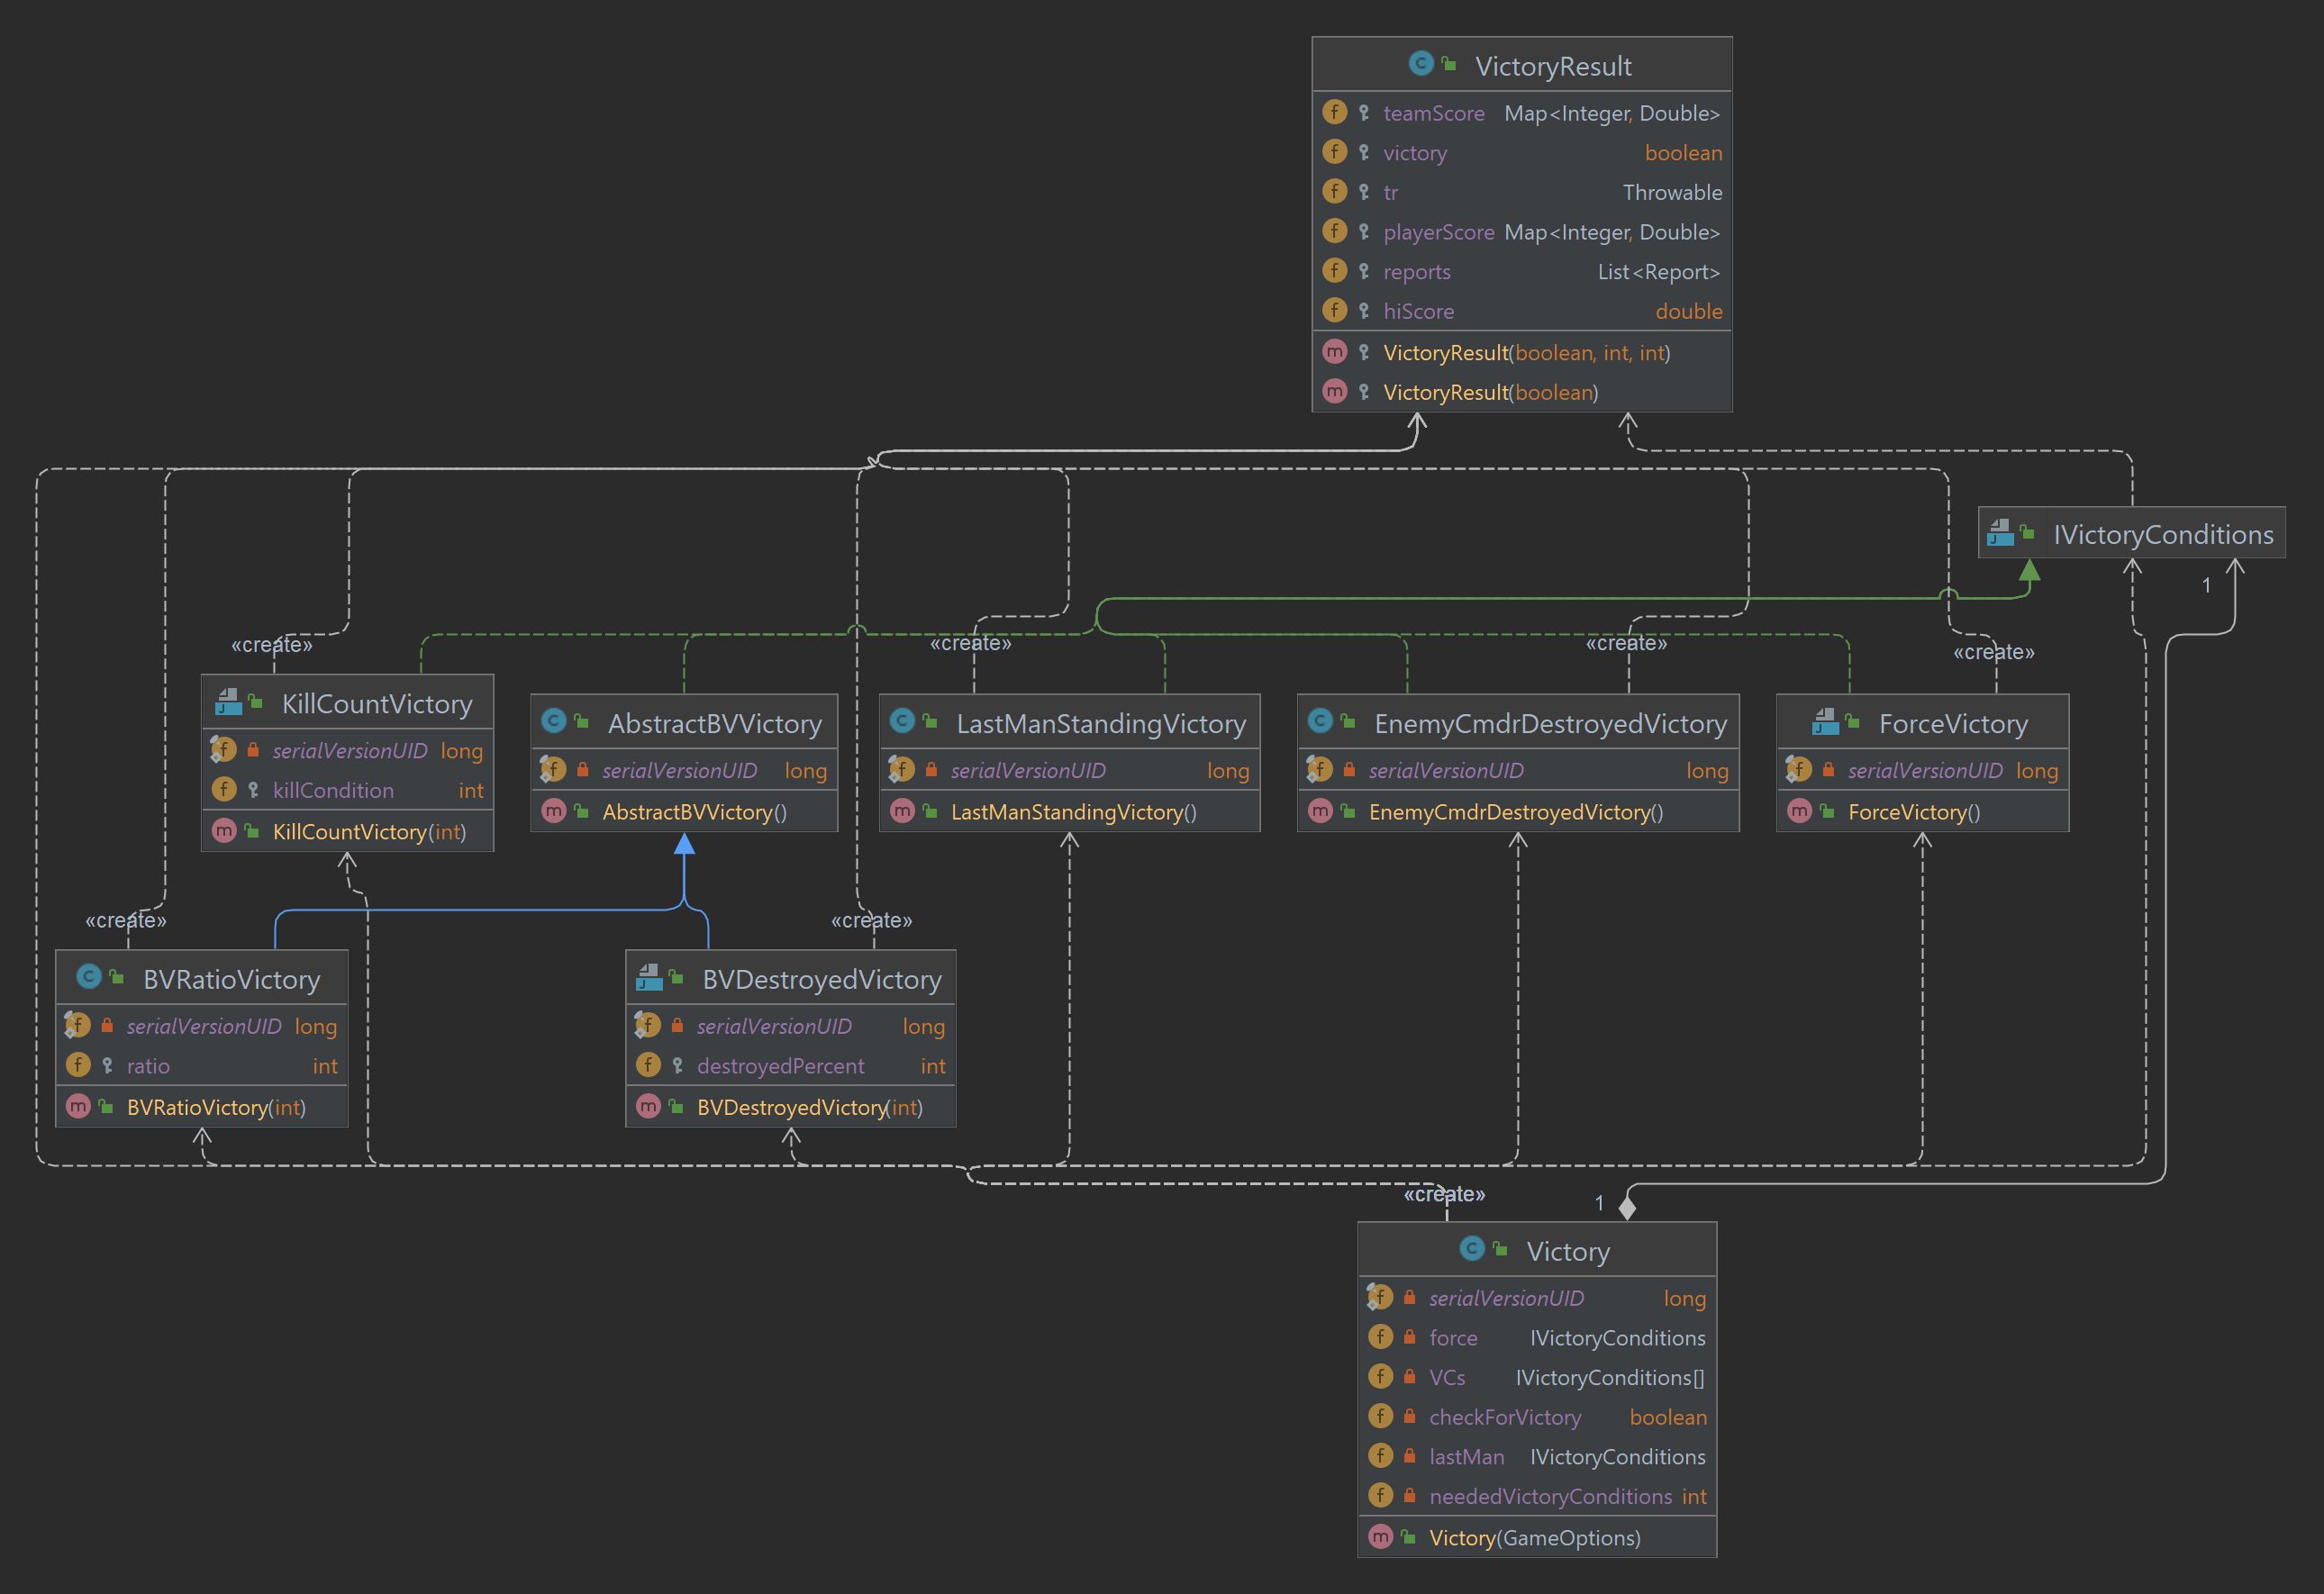 VictoryResult
teamScore Map<Integer, Double>
victory boolean
tr Throwable
playerScore Map<Integer, Double>
reports List<Report>
hiScore double
VictoryResult(boolean, int, int)
VictoryResult(boolean)
IVictoryConditions
1
«create»
«create»
«create»
«create»
KillCountVictory
serialVersionUID long
killCondition int
KillCountVictory(int)
AbstractBVVictory
serialVersionUID long
AbstractBVVictory()
LastManStandingVictory
serialVersionUID long
LastManStandingVictory()
EnemyCmdrDestroyedVictory
serialVersionUID long
EnemyCmdrDestroyedVictory()
ForceVictory
serialVersionUID long
ForceVictory()
«create»
«create»
BVRatioVictory
serialVersionUID long
ratio int
BVRatioVictory(int)
BVDestroyedVictory
serialVersionUID long
destroyedPercent int
BVDestroyedVictory(int)
«create»
1
Victory
serialVersionUID long
force IVictoryConditions
VCs IVictoryConditions[]
checkForVictory boolean
lastMan IVictoryConditions
neededVictoryConditions int
Victory(GameOptions)